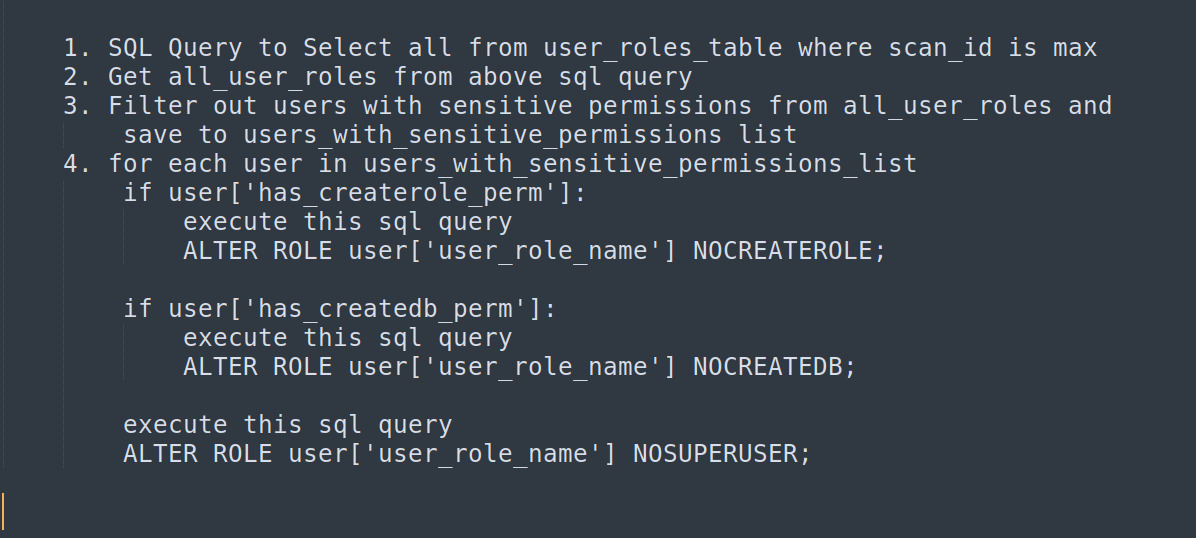 1. SQL Query to Select all from user_roles_table where scan_id is max
2. Get all_user_roles from above sql query
3. Filter out users with sensitive permissions from all_user_roles and
save to users_with_sensitive_permissions list
4. for each user in users_with_sensitive_permissions_list
if user['has_createrole_perm']:
execute this sql query
ALTER ROLE user['user_role_name'] NOCREATEROLE;
if user['has_createdb_perm']:
execute this sql query
ALTER ROLE user['user_role_name'] NOCREATEDB;
execute this sql query
ALTER ROLE user['user_role_name'] NOSUPERUSER;